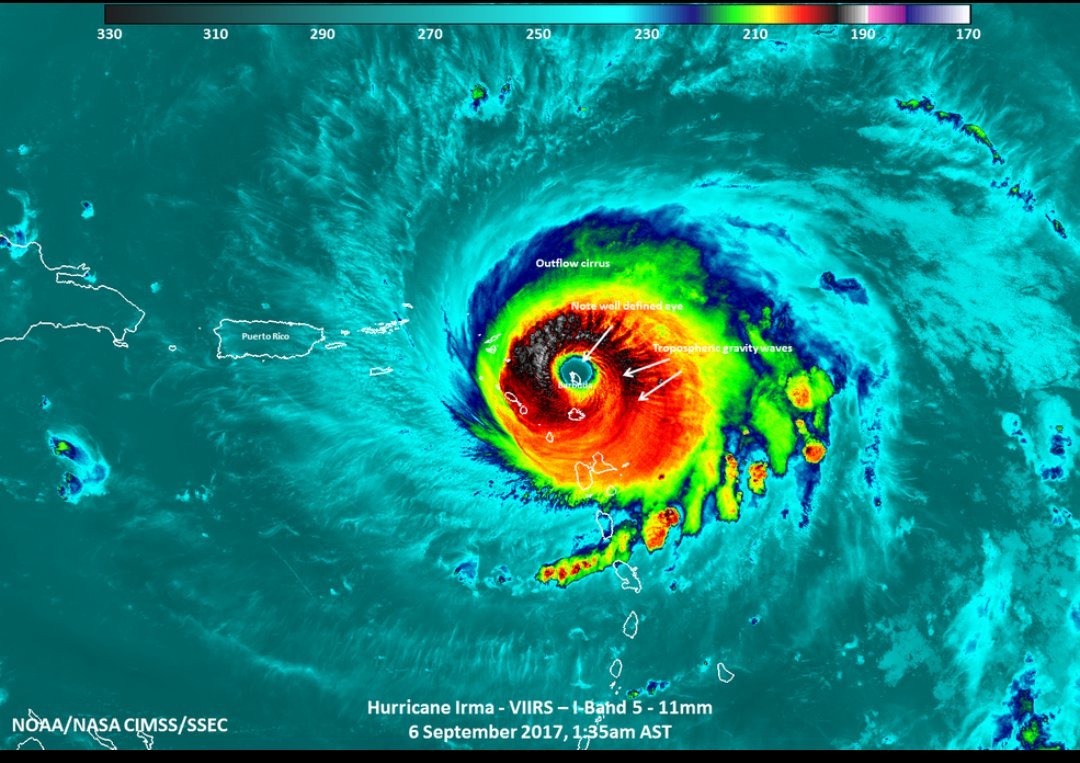 330 310 290 270 250 230 210 190 170
Outflow cirrus
Note well defined eye
Tropospheric gravity waves
Puerto Rico
Barbuda
Hurricane Irma - VIIRS – I-Band 5 - 11mm
NOAA/NASA CIMSS/SSEC
6 September 2017, 1:35am AST